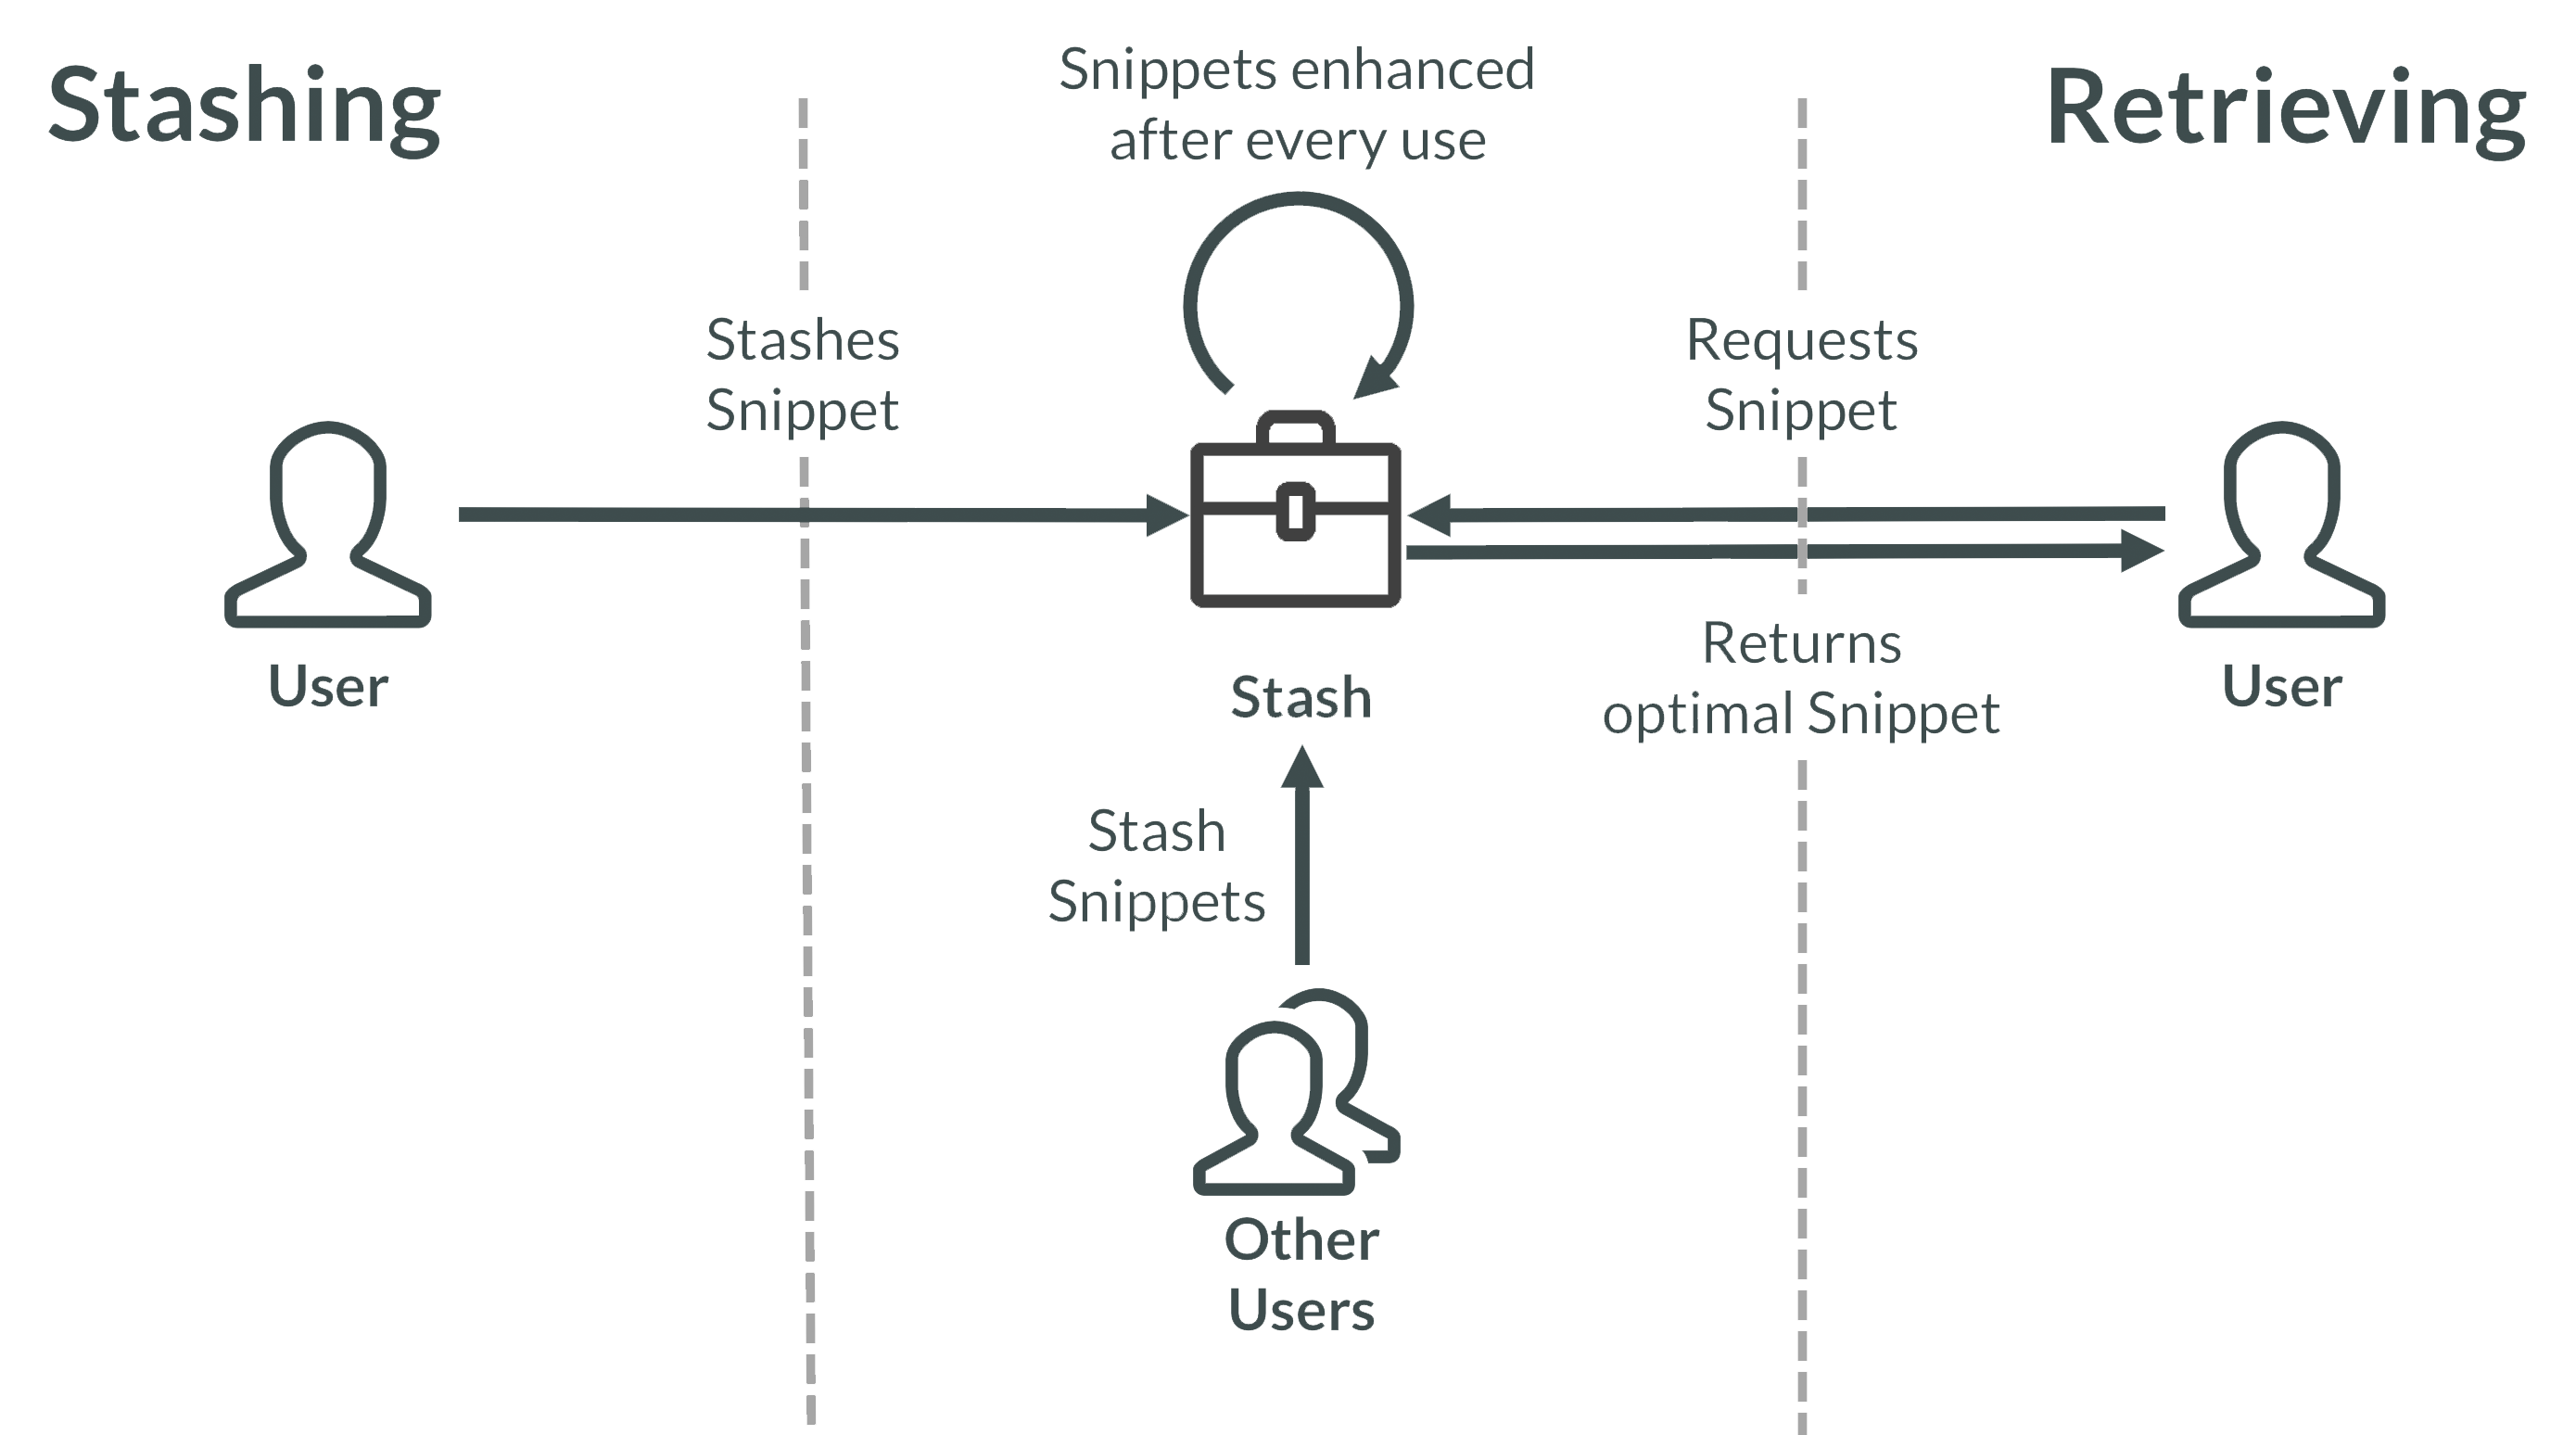 Stashing
Snippets enhanced
after every use
Retrieving
Stashes
Snippet
Requests
Snippet
User
Stash
Returns
optimal Snippet
User
Stash
Snippets
Other
Users